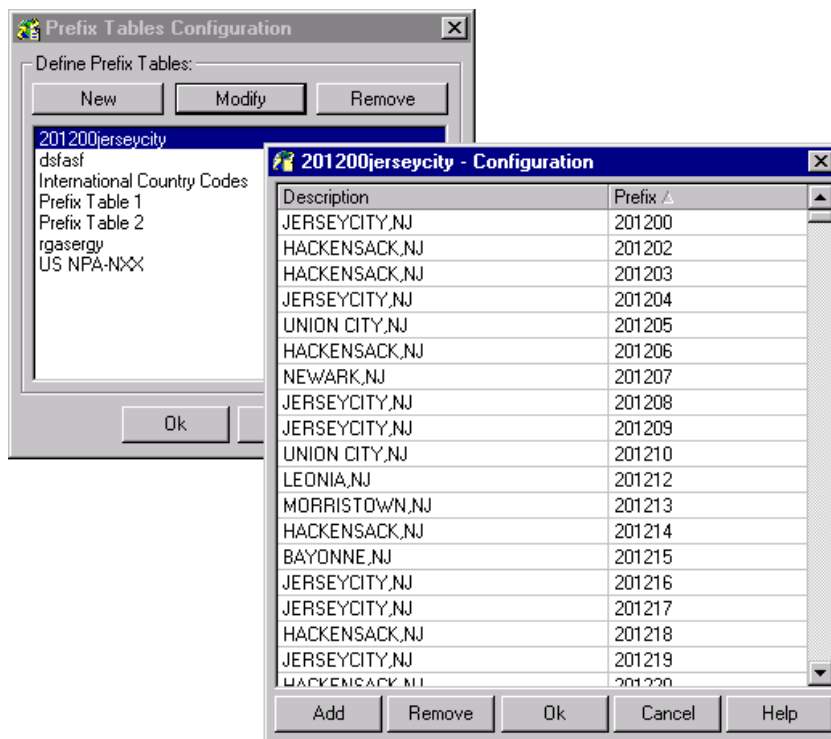 Prefix Tables Configuration
Define Prefix Tables:
New Modify Remove
201200jerseycity
dsfasf
International Country Codes
Prefix Table 1
Prefix Table 2
rgasergy
US NPA-NXX
Ok
201200jerseycity - Configuration
Description Prefix
JERSEYCITY,NJ 201200
HACKENSACK,NJ 201202
HACKENSACK,NJ 201203
JERSEYCITY,NJ 201204
UNION CITY,NJ 201205
HACKENSACK,NJ 201206
NEWARK,NJ 201207
JERSEYCITY,NJ 201208
JERSEYCITY,NJ 201209
UNION CITY,NJ 201210
LEONIA,NJ 201212
MORRISTOWN,NJ 201213
HACKENSACK,NJ 201214
BAYONNE,NJ 201215
JERSEYCITY,NJ 201216
JERSEYCITY,NJ 201217
HACKENSACK,NJ 201218
JERSEYCITY,NJ 201219
HACKENSACK,NJ 201220
Add Remove Ok Cancel Help